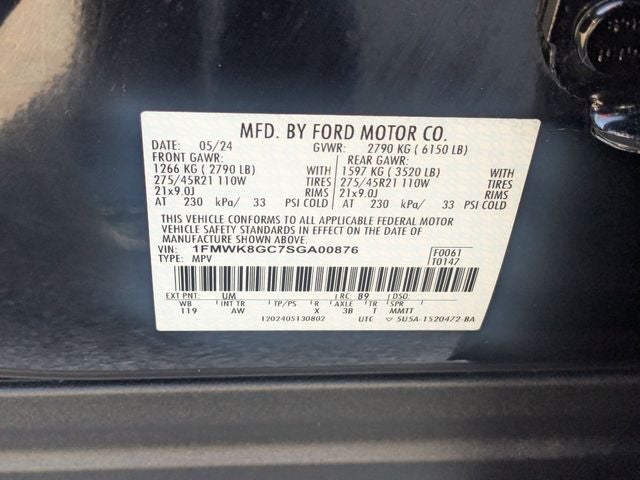 MFD. BY FORD MOTOR CO.
DATE: 05/24 GVWR: 2790 KG ( 6150 LB)
FRONT GAWR: REAR GAWR:
1266 KG ( 2790 LB) WITH 1597 KG ( 3520 LB) WITH
275/45R21 110W TIRES 275/45R21 110W TIRES
21x9.0J RIMS 21x9.0J RIMS
AT 230 kPa/ 33 PSI COLD AT 230 kPa/ 33 PSI COLD
THIS VEHICLE CONFORMS TO ALL APPLICABLE FEDERAL MOTOR
VEHICLE SAFETY STANDARDS IN EFFECT ON THE DATE OF
MANUFACTURE SHOWN ABOVE.
VIN: 1FMWK8GC7SGA00876 F0061
TYPE: MPV T0147
EXT PNT: UM RC: 89 DSO:
WB INT TR TP/PS R AXLE TR SPR
119 AW X 3B T MMTT
1202405130802 UTC SU5A-1520472-BA